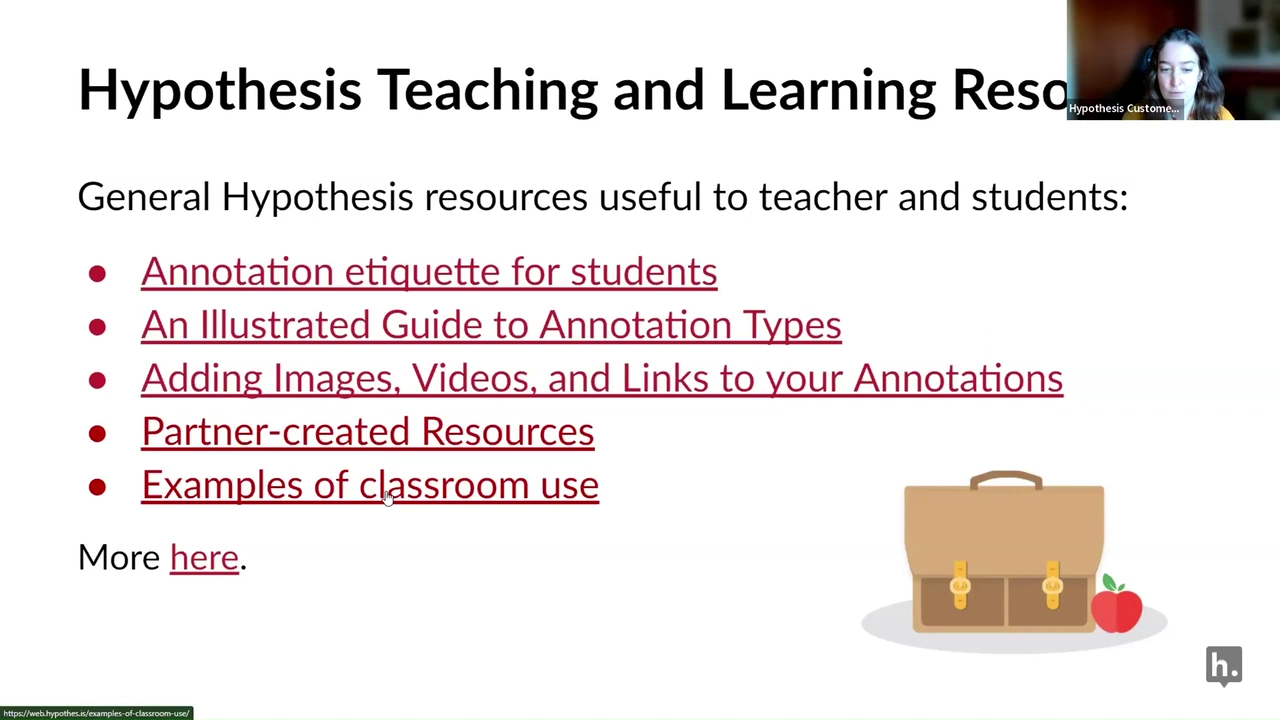 Hypothesis Teaching and Learning Reso
Hypothesis Custome...
General Hypothesis resources useful to teacher and students:
● Annotation etiquette for students
● An Illustrated Guide to Annotation Types
● Adding Images, Videos, and Links to your Annotations
● Partner-created Resources
● Examples of classroom use
More here.
h.
https://web.hypothes.is/examples-of-classroom-use/